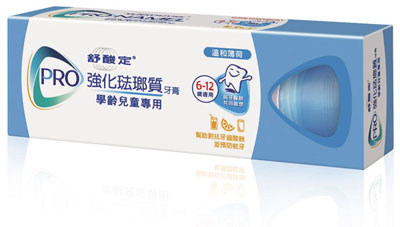 舒酸定
PRO
強化琺瑯質牙膏
學齡兒童專用
溫和薄荷
6-12
歲適用
幫助對抗牙齒酸蝕
並預防蛀牙